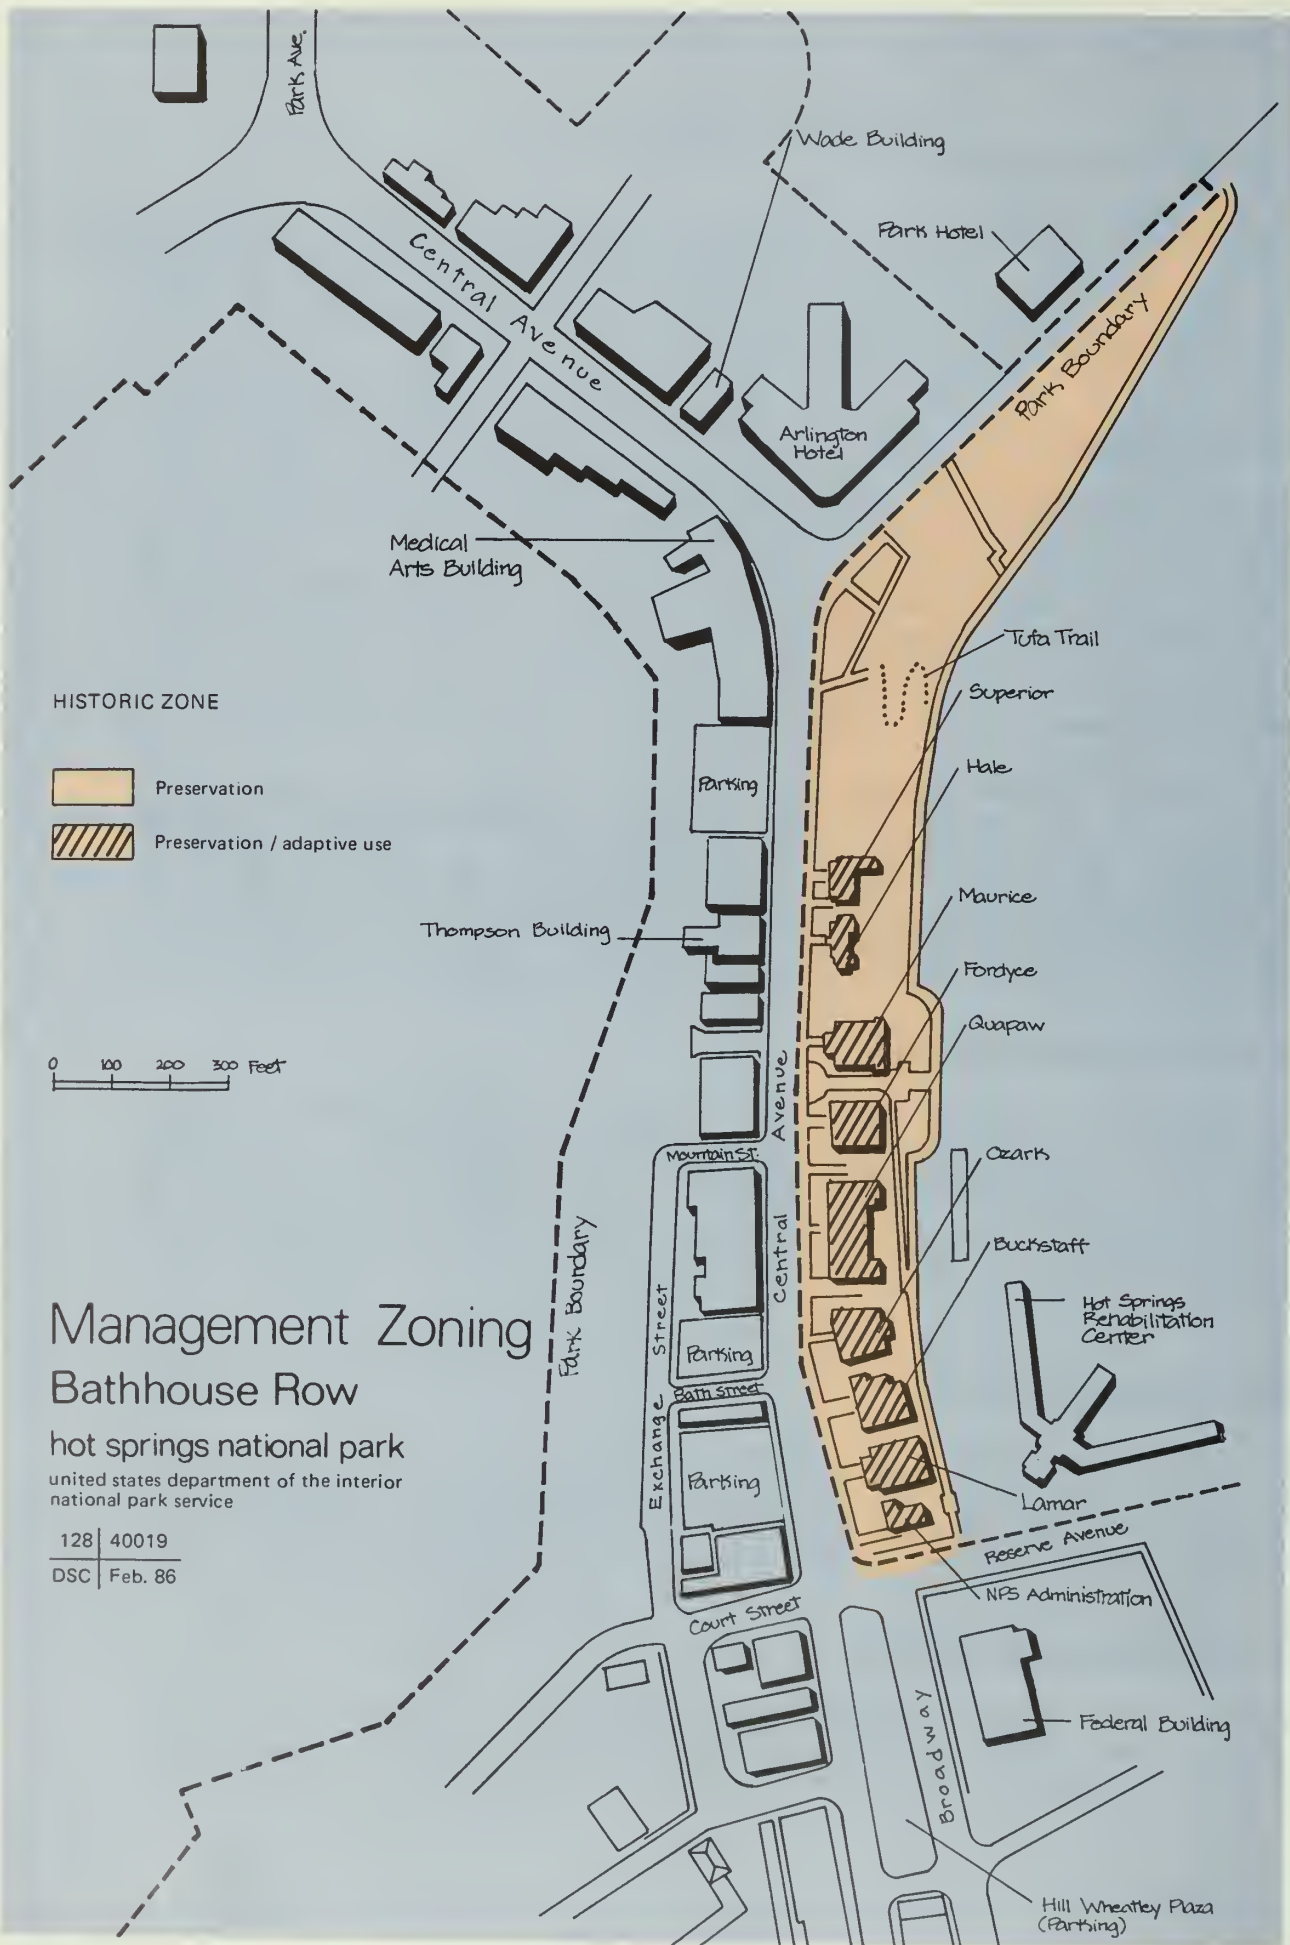 Park Ave.
Wade Building
Park Hotel
Central Avenue
Park Boundary
Arlington
Hotel
Medical
Arts Building
Tufa Trail
Superior
HISTORIC ZONE
Hale
Preservation
Parking
Preservation / adaptive use
Maurice
Thompson Building
Fordyce
Quapaw
0 100 200 300 Feet
Avenue
Mountain St.
Ozark
Central
Park Boundary
Buckstaff
Street
Hot Springs
Rehabilitation
Center
Management Zoning
Parking
Bathhouse Row
Bath Street
hot springs national park
Exchange
united states department of the interior
national park service
Parking
Lamar
128 40019
DSC Feb. 86
Reserve Avenue
NPS Administration
Court Street
Broadway
Federal Building
Hill Wheatley Plaza
(Parking)